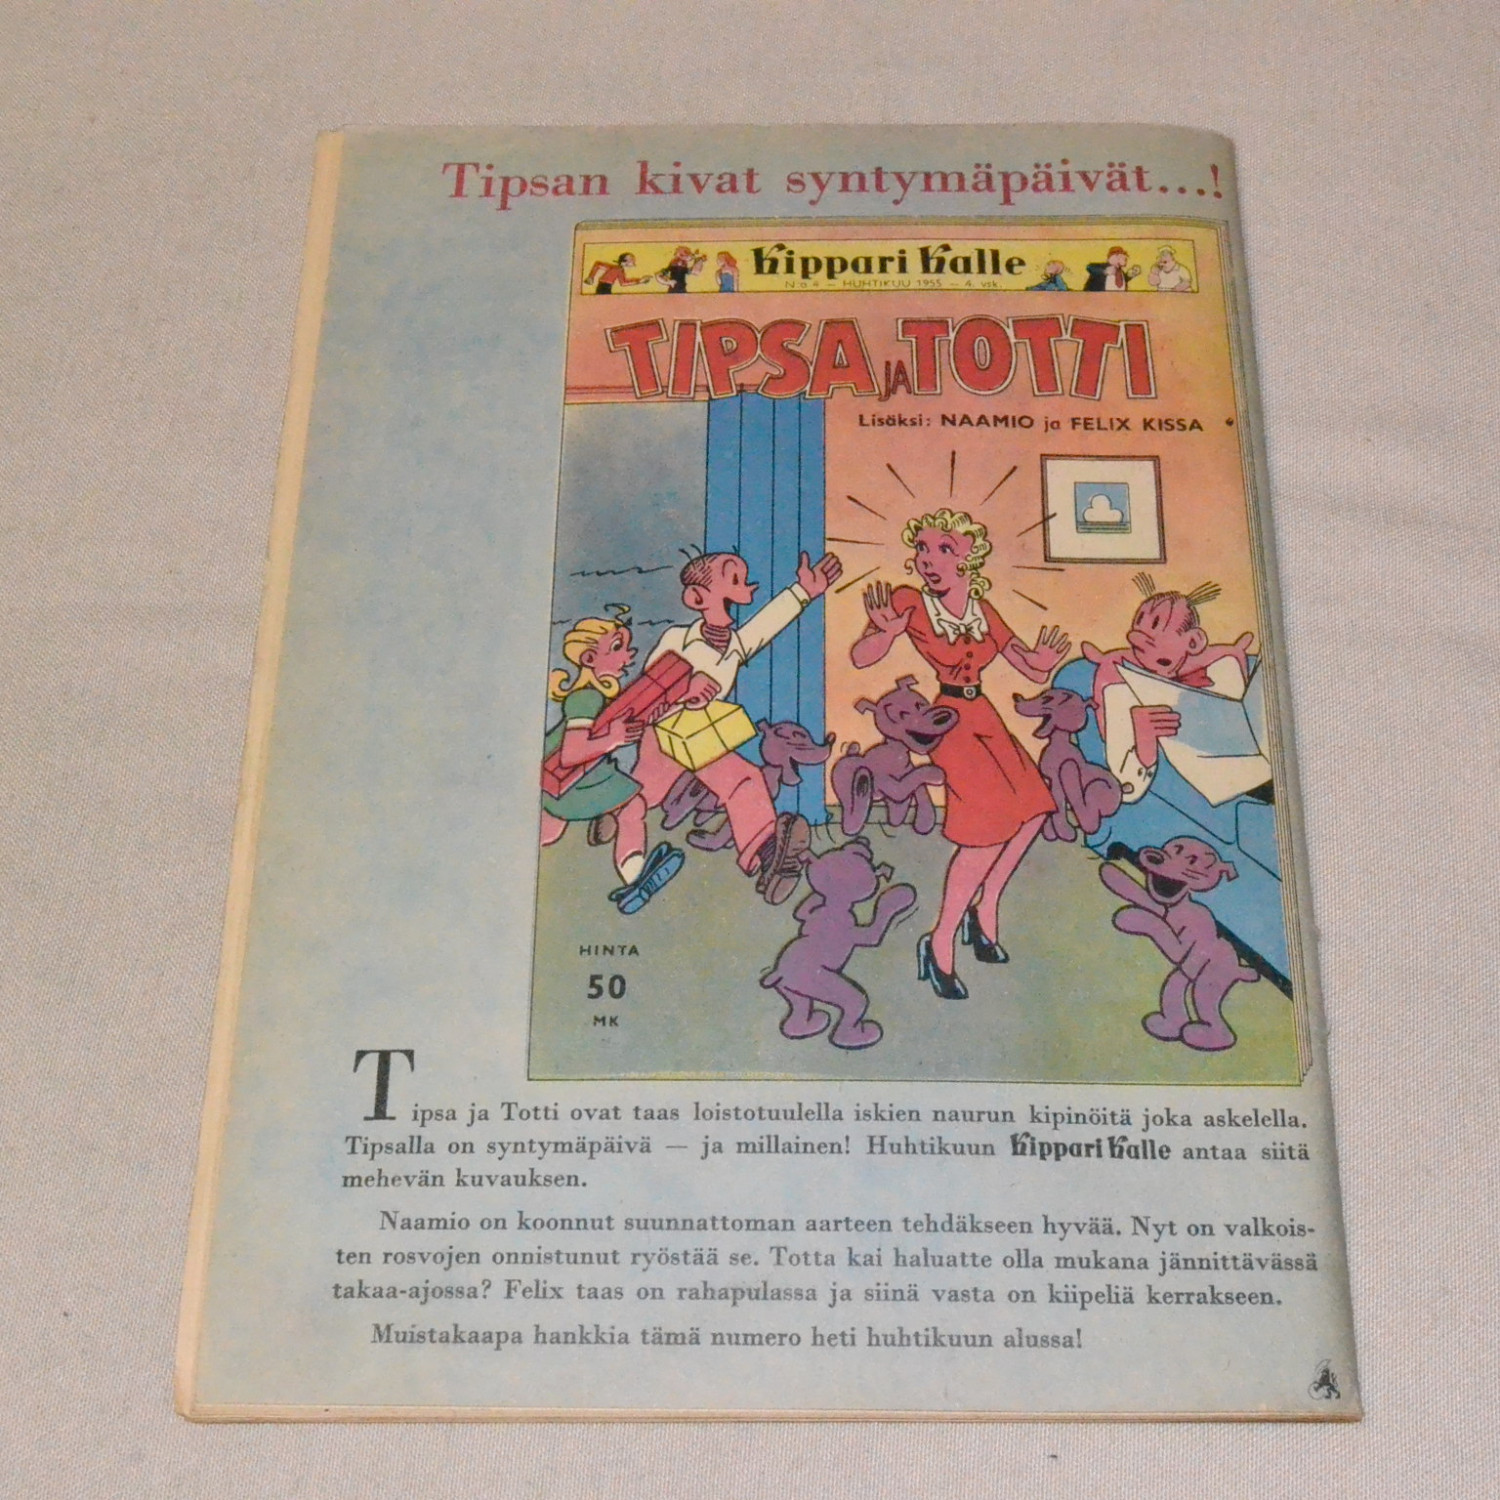 Tipsan kivat syntymäpäivät...!
Kippari Kalle
N:o 4 — HUHTIKUU 1955 — 4. vsk.
TIPSA JA TOTTI
Lisäksi: NAAMIO ja FELIX KISSA
HINTA
50
MK
Tipsa ja Totti ovat taas loistotuulella iskien naurun kipinöitä joka askelella.
Tipsalla on syntymäpäivä — ja millainen! Huhtikuun Kippari Kalle antaa siitä
mehevän kuvauksen.
Naamio on koonnut suunnattoman aarteen tehdäkseen hyvää. Nyt on valkois-
ten rosvojen onnistunut ryöstää se. Totta kai haluatte olla mukana jännittävässä
takaa-ajossa? Felix taas on rahapulassa ja siinä vasta on kiipeliä kerrakseen.
Muistakaapa hankkia tämä numero heti huhtikuun alussa!